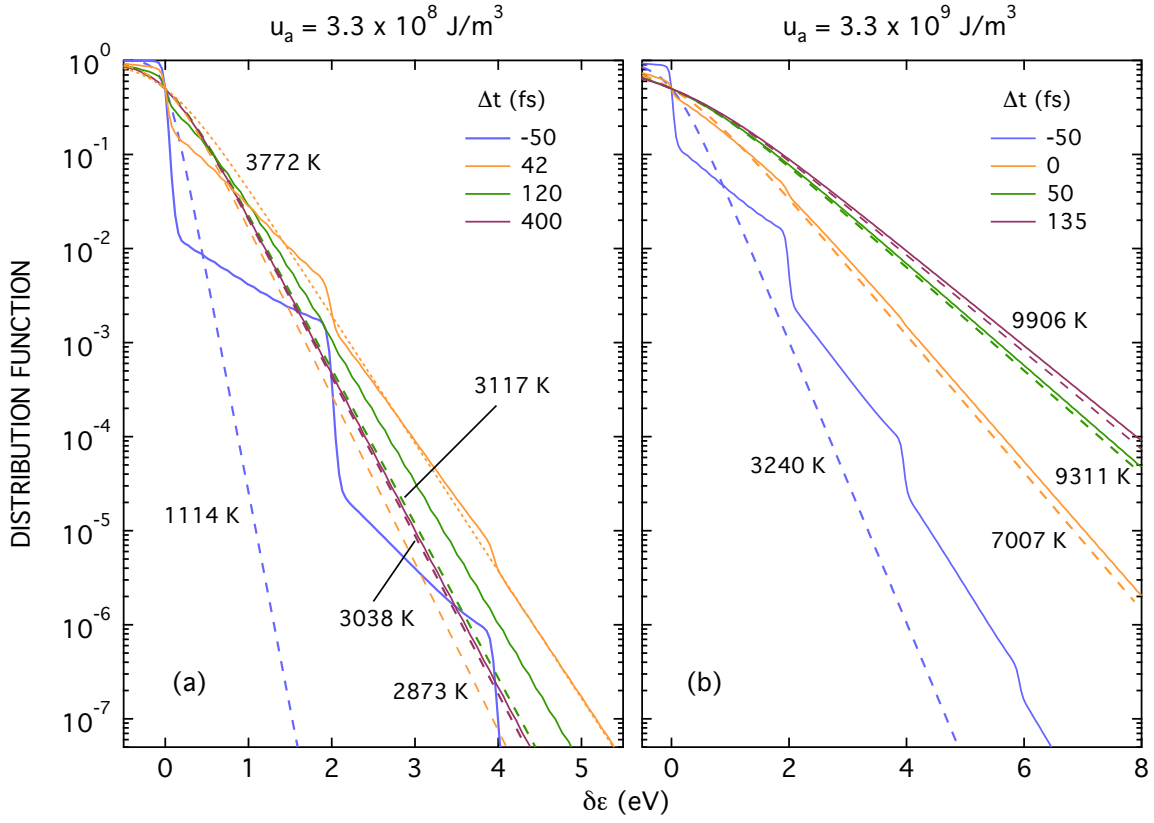 u_a = 3.3 x 10^8 J/m^3
u_a = 3.3 x 10^9 J/m^3
DISTRIBUTION FUNCTION
10^0
10^-1
10^-2
10^-3
10^-4
10^-5
10^-6
10^-7
Δt (fs)
-50
42
120
400
3772 K
3117 K
1114 K
3038 K
2873 K
(a)
0 1 2 3 4 5
Δt (fs)
-50
0
50
135
9906 K
3240 K
9311 K
7007 K
(b)
0 2 4 6 8
δε (eV)